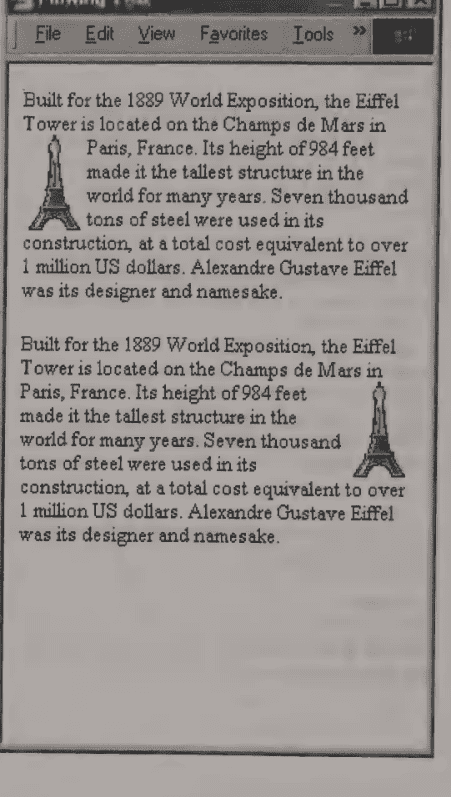 File Edit View Favorites Tools »
Built for the 1889 World Exposition, the Eiffel
Tower is located on the Champs de Mars in
Paris, France. Its height of 984 feet
made it the tallest structure in the
world for many years. Seven thousand
tons of steel were used in its
construction, at a total cost equivalent to over
1 million US dollars. Alexandre Gustave Eiffel
was its designer and namesake.
Built for the 1889 World Exposition, the Eiffel
Tower is located on the Champs de Mars in
Paris, France. Its height of 984 feet
made it the tallest structure in the
world for many years. Seven thousand
tons of steel were used in its
construction, at a total cost equivalent to over
1 million US dollars. Alexandre Gustave Eiffel
was its designer and namesake.